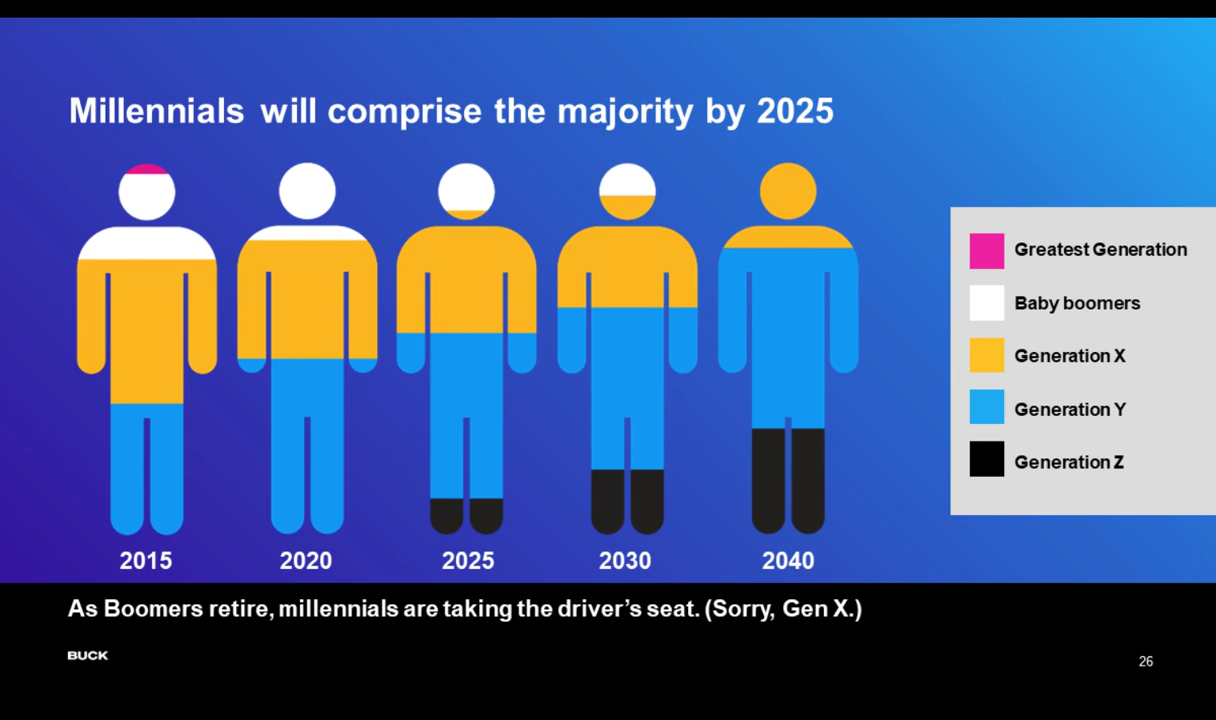 Millennials will comprise the majority by 2025
Greatest Generation
Baby boomers
Generation X
Generation Y
Generation Z
2015 2020 2025 2030 2040
As Boomers retire, millennials are taking the driver’s seat. (Sorry, Gen X.)
BUCK
26